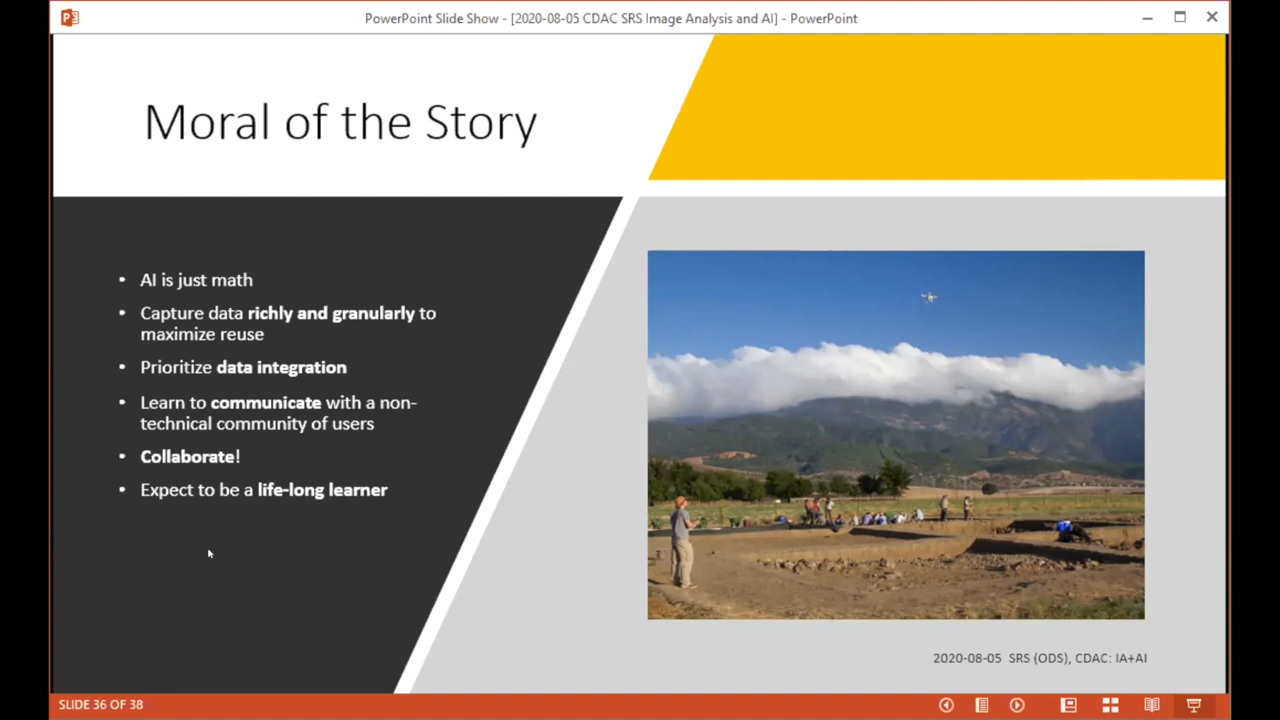 PowerPoint Slide Show - [2020-08-05 CDAC SRS Image Analysis and AI] - PowerPoint
Moral of the Story
• AI is just math
• Capture data richly and granularly to
maximize reuse
• Prioritize data integration
• Learn to communicate with a non-
technical community of users
• Collaborate!
• Expect to be a life-long learner
2020-08-05 SRS (ODS), CDAC: IA+AI
SLIDE 36 OF 38